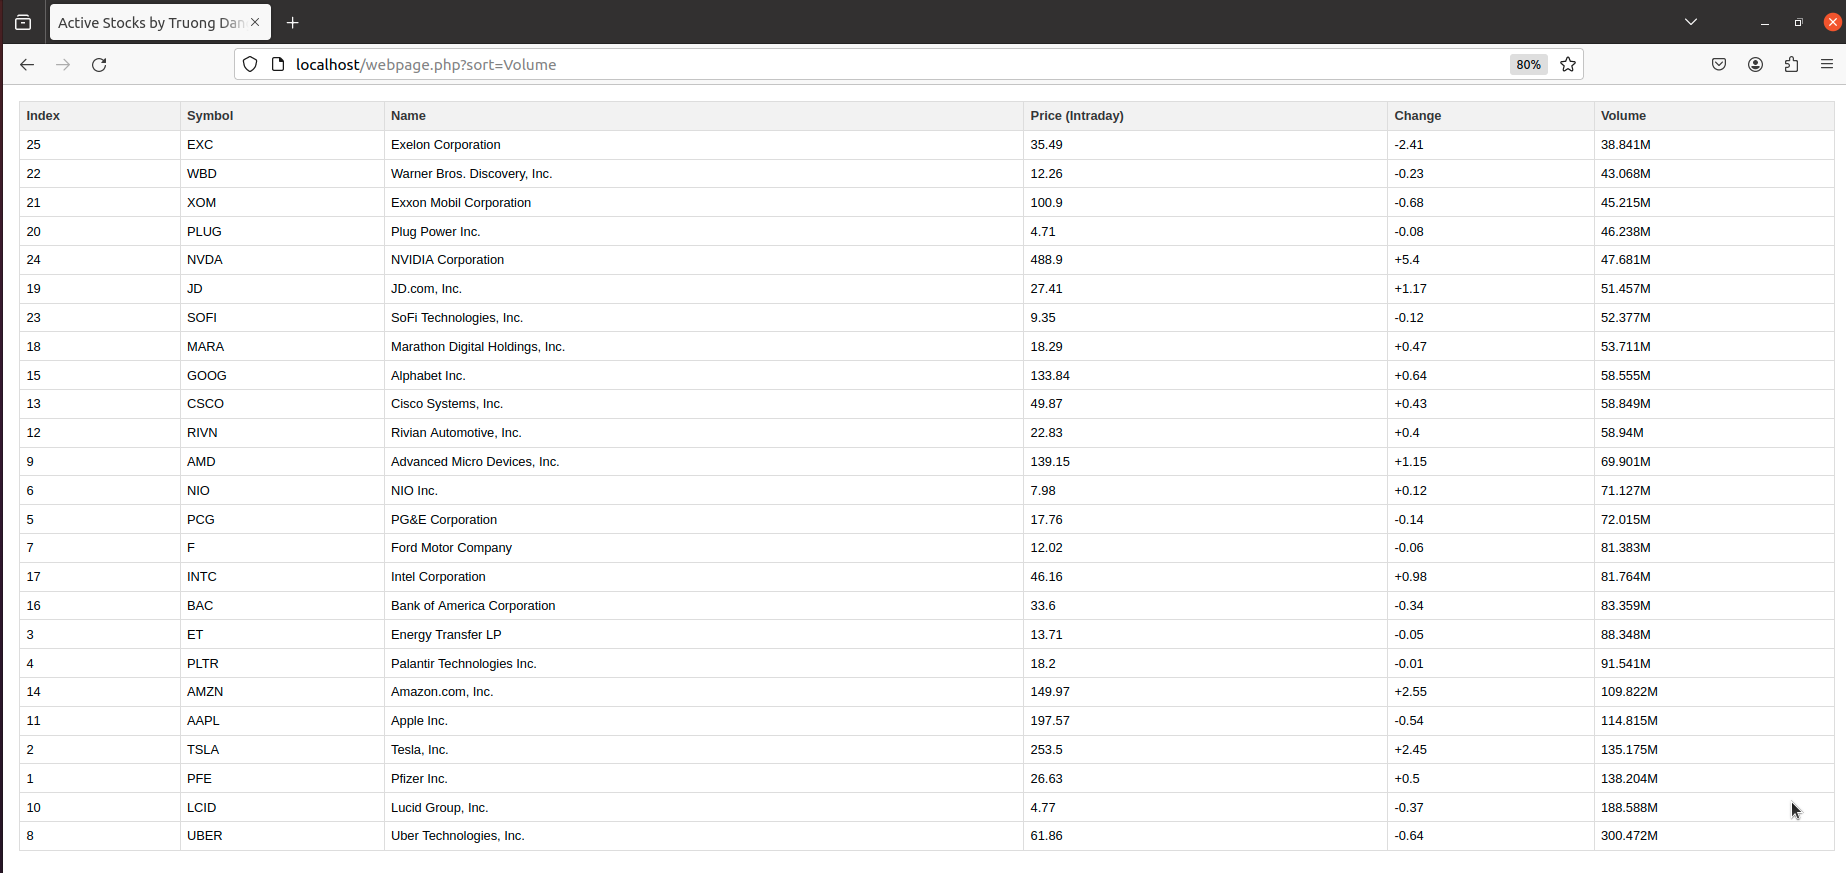 Active Stocks by Truong Dan
localhost/webpage.php?sort=Volume 80%
Index Symbol Name Price (Intraday) Change Volume
25 EXC Exelon Corporation 35.49 -2.41 38.841M
22 WBD Warner Bros. Discovery, Inc. 12.26 -0.23 43.068M
21 XOM Exxon Mobil Corporation 100.9 -0.68 45.215M
20 PLUG Plug Power Inc. 4.71 -0.08 46.238M
24 NVDA NVIDIA Corporation 488.9 +5.4 47.681M
19 JD JD.com, Inc. 27.41 +1.17 51.457M
23 SOFI SoFi Technologies, Inc. 9.35 -0.12 52.377M
18 MARA Marathon Digital Holdings, Inc. 18.29 +0.47 53.711M
15 GOOG Alphabet Inc. 133.84 +0.64 58.555M
13 CSCO Cisco Systems, Inc. 49.87 +0.43 58.849M
12 RIVN Rivian Automotive, Inc. 22.83 +0.4 58.94M
9 AMD Advanced Micro Devices, Inc. 139.15 +1.15 69.901M
6 NIO NIO Inc. 7.98 +0.12 71.127M
5 PCG PG&E Corporation 17.76 -0.14 72.015M
7 F Ford Motor Company 12.02 -0.06 81.383M
17 INTC Intel Corporation 46.16 +0.98 81.764M
16 BAC Bank of America Corporation 33.6 -0.34 83.359M
3 ET Energy Transfer LP 13.71 -0.05 88.348M
4 PLTR Palantir Technologies Inc. 18.2 -0.01 91.541M
14 AMZN Amazon.com, Inc. 149.97 +2.55 109.822M
11 AAPL Apple Inc. 197.57 -0.54 114.815M
2 TSLA Tesla, Inc. 253.5 +2.45 135.175M
1 PFE Pfizer Inc. 26.63 +0.5 138.204M
10 LCID Lucid Group, Inc. 4.77 -0.37 188.588M
8 UBER Uber Technologies, Inc. 61.86 -0.64 300.472M